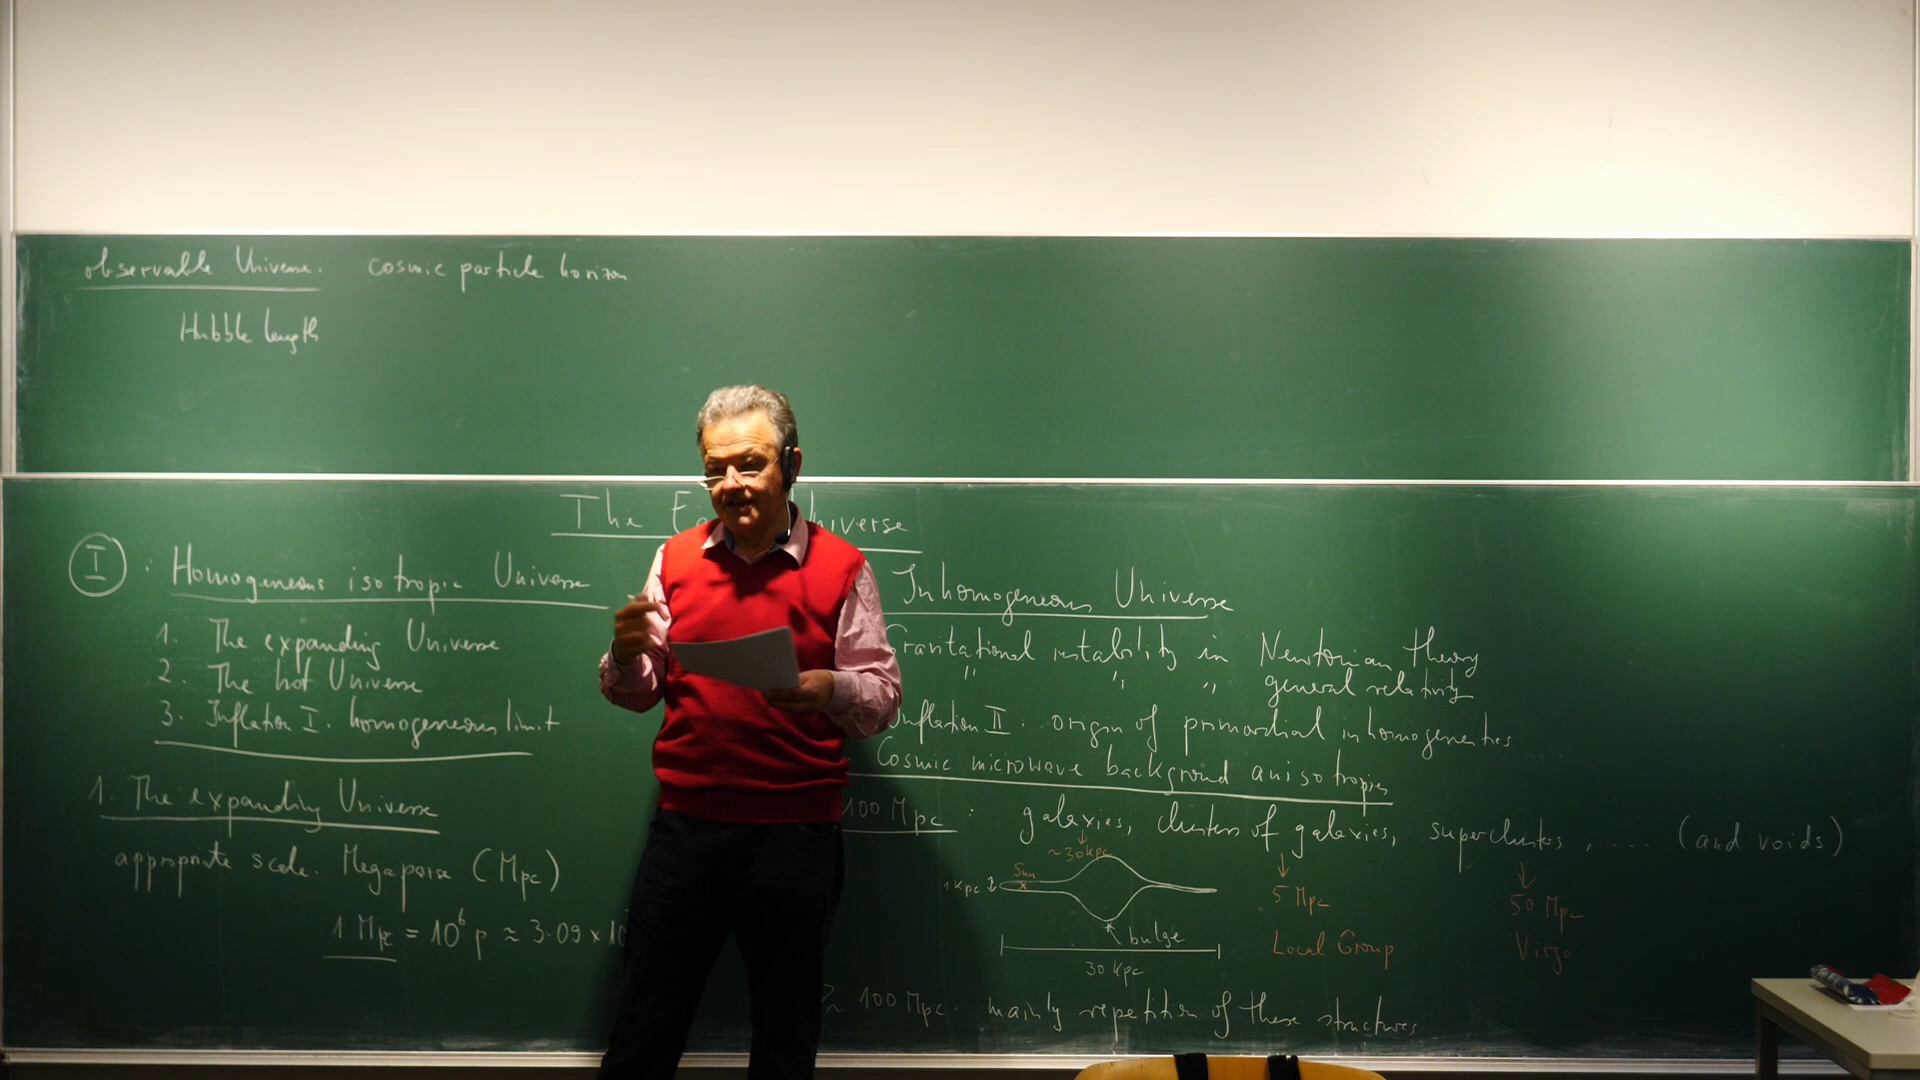 observable Universe. cosmic particle horizon
Hubble length
The Universe
I : Homogeneous isotropic Universe
1. The expanding Universe
2. The hot Universe
3. Inflation I. homogeneous limit
1. The expanding Universe
appropriate scale. Megaparse (Mpc)
1 Mpc = 10⁶ p ≈ 3.09 × 10
Inhomogeneous Universe
Gravitational instability in Newtonian theory
" " " general relativity
Inflation II. origin of primordial inhomogeneities
Cosmic microwave background anisotropies
100 Mpc : galaxies, clusters of galaxies, superclusters, ..... (and voids)
↓ ~30kpc ↓ ↓
Sun
1 kpc ↕ 5 Mpc 50 Mpc
bulge Local Group Virgo
30 kpc
≳ 100 Mpc. mainly repetition of these structures